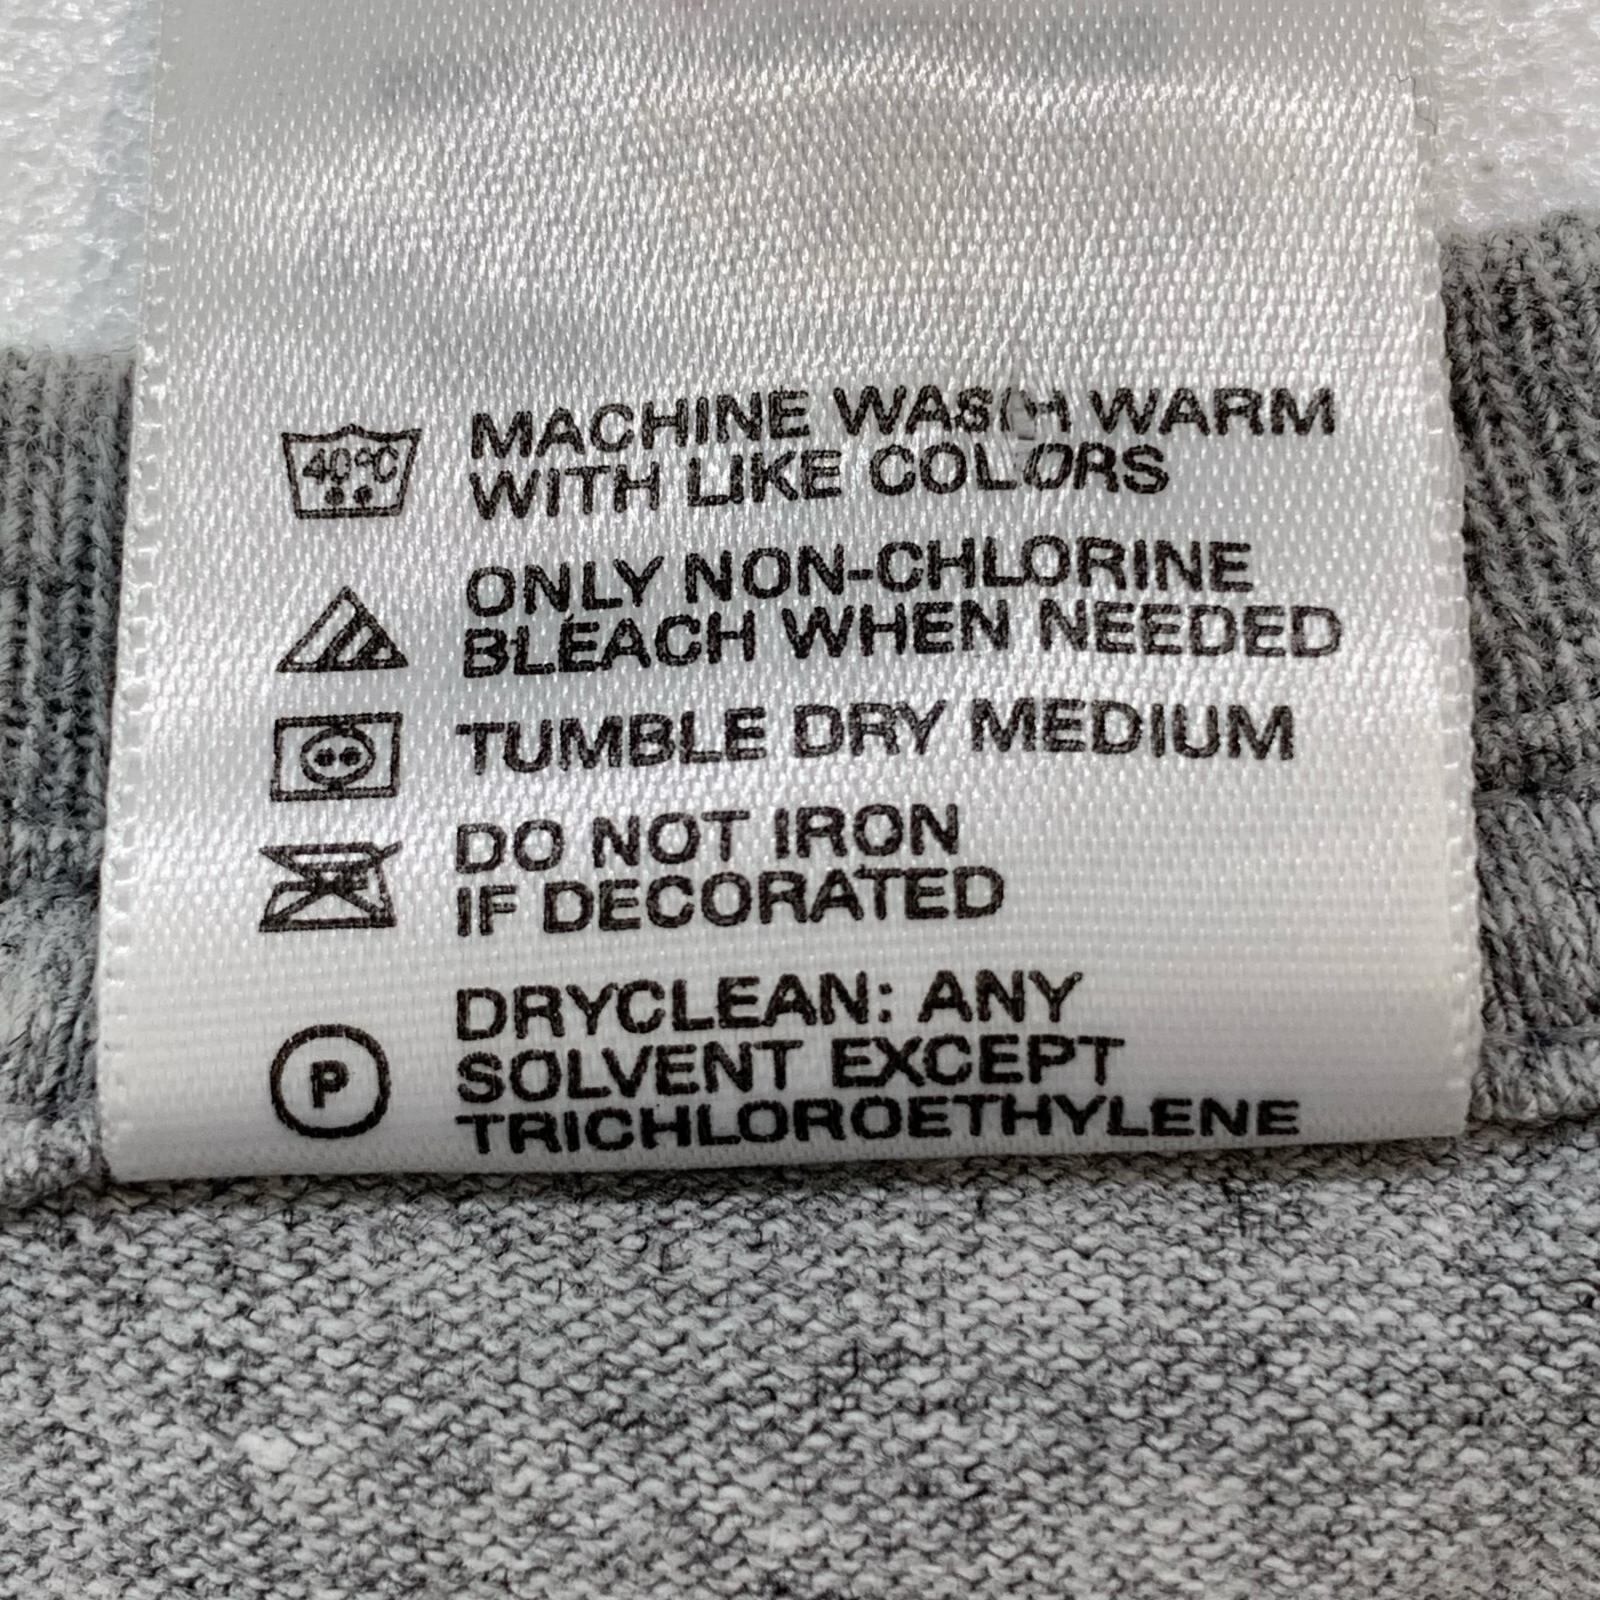 MACHINE WASH WARM
40°C
WITH LIKE COLORS
ONLY NON-CHLORINE
BLEACH WHEN NEEDED
TUMBLE DRY MEDIUM
DO NOT IRON
IF DECORATED
DRYCLEAN: ANY
P
SOLVENT EXCEPT
TRICHLOROETHYLENE